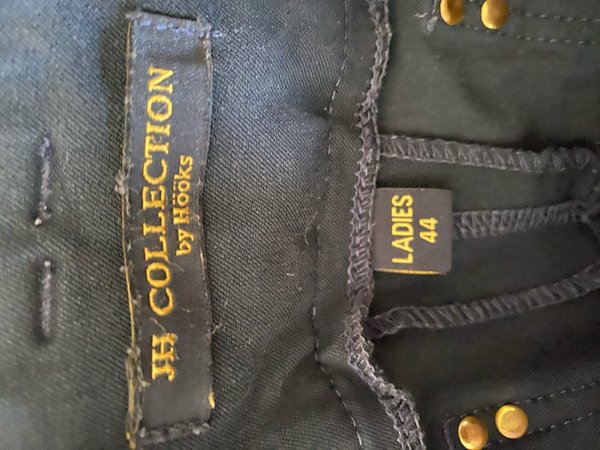 JH COLLECTION
by Hööks
LADIES
44